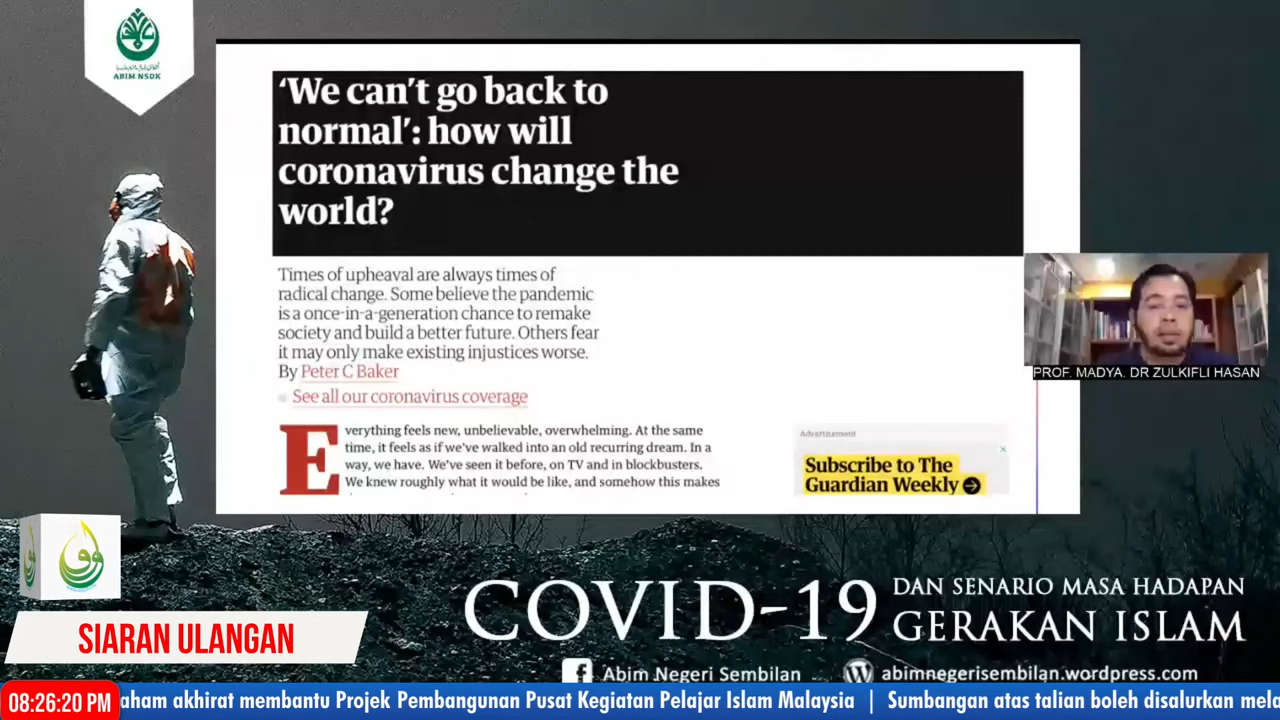 ABIM NSDK
‘We can’t go back to
normal’: how will
coronavirus change the
world?
Times of upheaval are always times of
radical change. Some believe the pandemic
is a once-in-a-generation chance to remake
society and build a better future. Others fear
it may only make existing injustices worse.
By Peter C Baker
See all our coronavirus coverage
Everything feels new, unbelievable, overwhelming. At the same
time, it feels as if we’ve walked into an old recurring dream. In a
way, we have. We’ve seen it before, on TV and in blockbusters.
We knew roughly what it would be like, and somehow this makes
Advertisement
Subscribe to The
Guardian Weekly
PROF. MADYA. DR ZULKIFLI HASAN
COVID-19 DAN SENARIO MASA HADAPAN
GERAKAN ISLAM
SIARAN ULANGAN
Abim Negeri Sembilan
abimnegerisembilan.wordpress.com
08:26:20 PM
aham akhirat membantu Projek Pembangunan Pusat Kegiatan Pelajar Islam Malaysia | Sumbangan atas talian boleh disalurkan mela